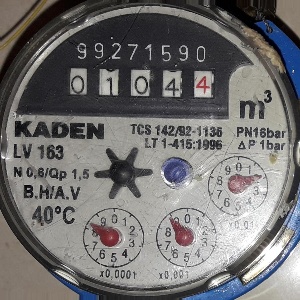 99271590
01044
m³
KADEN
TCS 142/92-1136 PN16bar
LV 163 LT 1-415:1996 ΔP 1bar
N 0,6/Qp 1,5
B.H/A.V
40°C
x0,0001 x0,001 x0,01